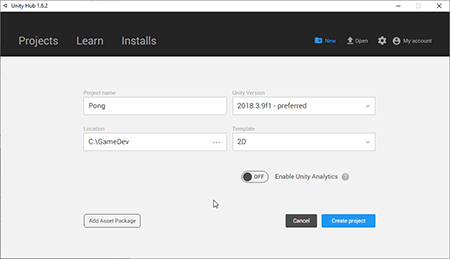 Unity Hub 1.6.2
Projects Learn Installs New Open My account
Project name Unity Version
Pong 2018.3.9f1 - preferred
Location Template
C:\GameDev ... 2D
OFF Enable Unity Analytics ?
Add Asset Package Cancel Create project